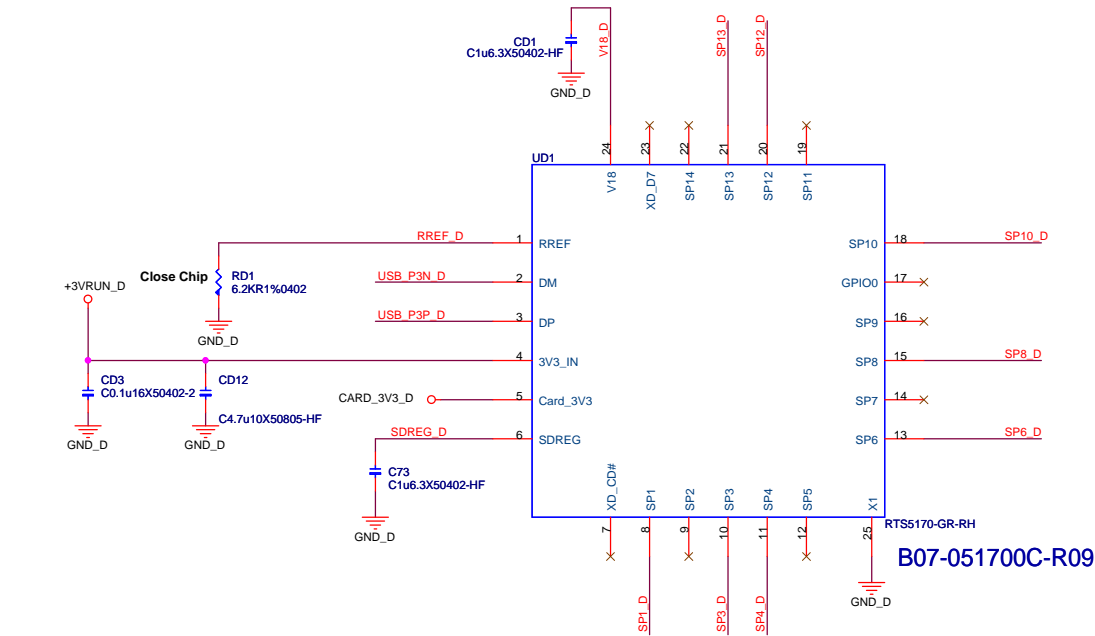 CD1
C1u6.3X50402-HF
GND_D
V18_D
SP13_D
SP12_D
24
23
22
21
20
19
UD1
V18
XD_D7
SP14
SP13
SP12
SP11
RREF_D
1
RREF
SP10
18
SP10_D
Close Chip
RD1
6.2KR1%0402
GND_D
USB_P3N_D
2
DM
GPIO0
17
+3VRUN_D
USB_P3P_D
3
DP
SP9
16
4
3V3_IN
SP8
15
SP8_D
CD3
C0.1u16X50402-2
GND_D
CD12
C4.7u10X50805-HF
GND_D
CARD_3V3_D
5
Card_3V3
SP7
14
SDREG_D
6
SDREG
SP6
13
SP6_D
C73
C1u6.3X50402-HF
GND_D
XD_CD#
SP1
SP2
SP3
SP4
SP5
X1
7
8
9
10
11
12
25
RTS5170-GR-RH
B07-051700C-R09
GND_D
SP1_D
SP3_D
SP4_D